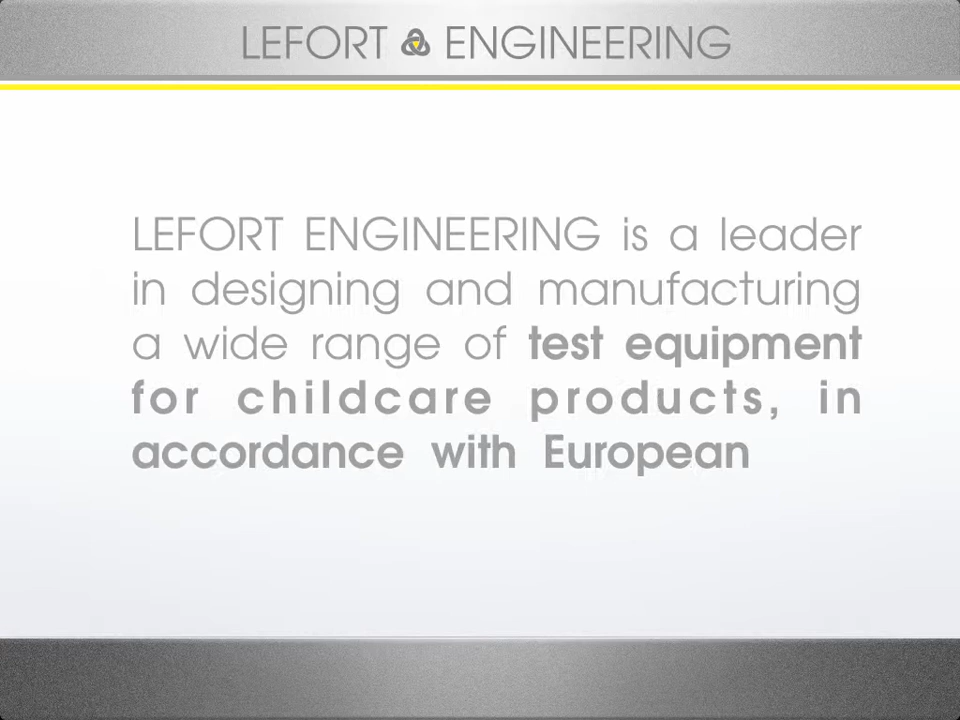 LEFORT ENGINEERING
LEFORT ENGINEERING is a leader
in designing and manufacturing
a wide range of test equipment
for childcare products, in
accordance with European